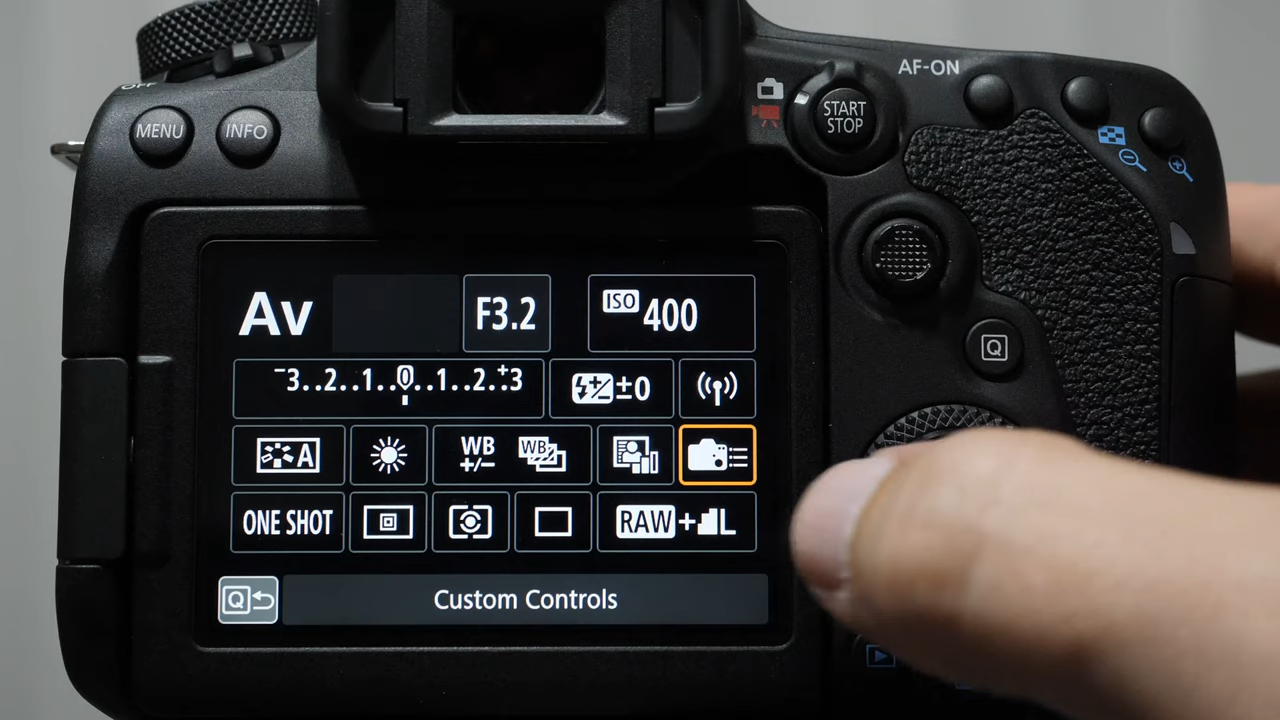 OFF
MENU
INFO
START
STOP
AF-ON
Av
F3.2
ISO 400
-3..2..1..0..1..2..+3
±0
A
WB
+/-
WB
ONE SHOT
RAW+L
Q
Custom Controls
Q